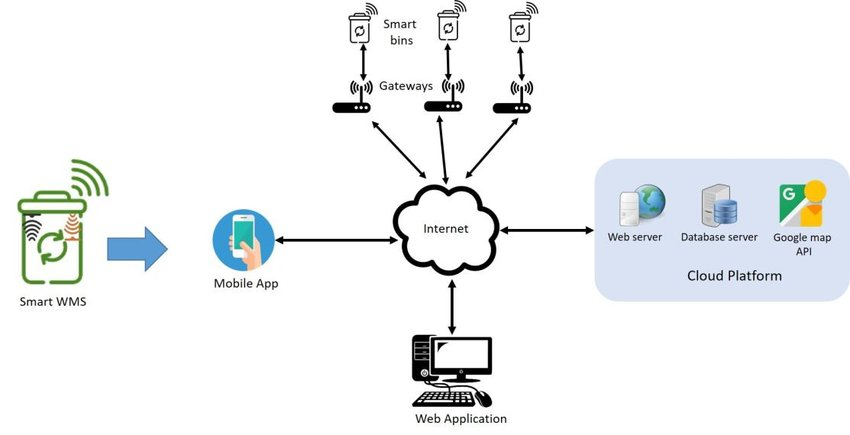 Smart
bins
Gateways
Internet
Smart WMS
Mobile App
G
Web server
Database server
Google map
API
Cloud Platform
Web Application